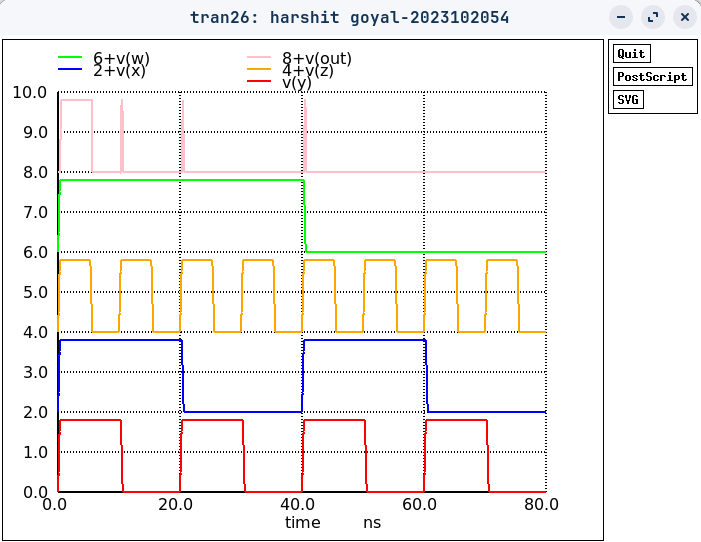 tran26: harshit goyal-2023102054
Quit
PostScript
SVG
6+v(w)
8+v(out)
2+v(x)
4+v(z)
v(y)
10.0
9.0
8.0
7.0
6.0
5.0
4.0
3.0
2.0
1.0
0.0
0.0 20.0 40.0 60.0 80.0
time ns